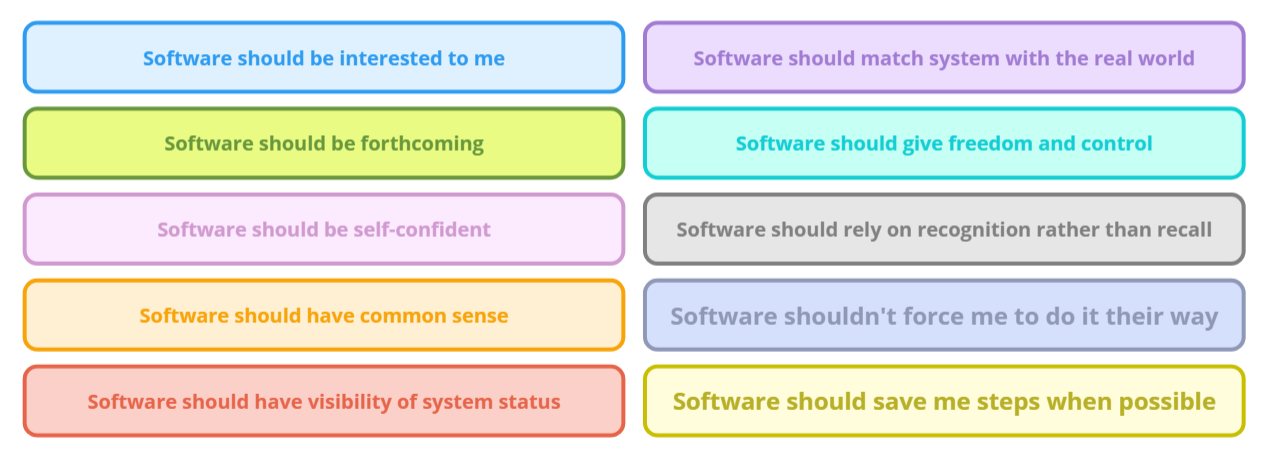 Software should be interested to me
Software should be forthcoming
Software should be self-confident
Software should have common sense
Software should have visibility of system status
Software should match system with the real world
Software should give freedom and control
Software should rely on recognition rather than recall
Software shouldn't force me to do it their way
Software should save me steps when possible